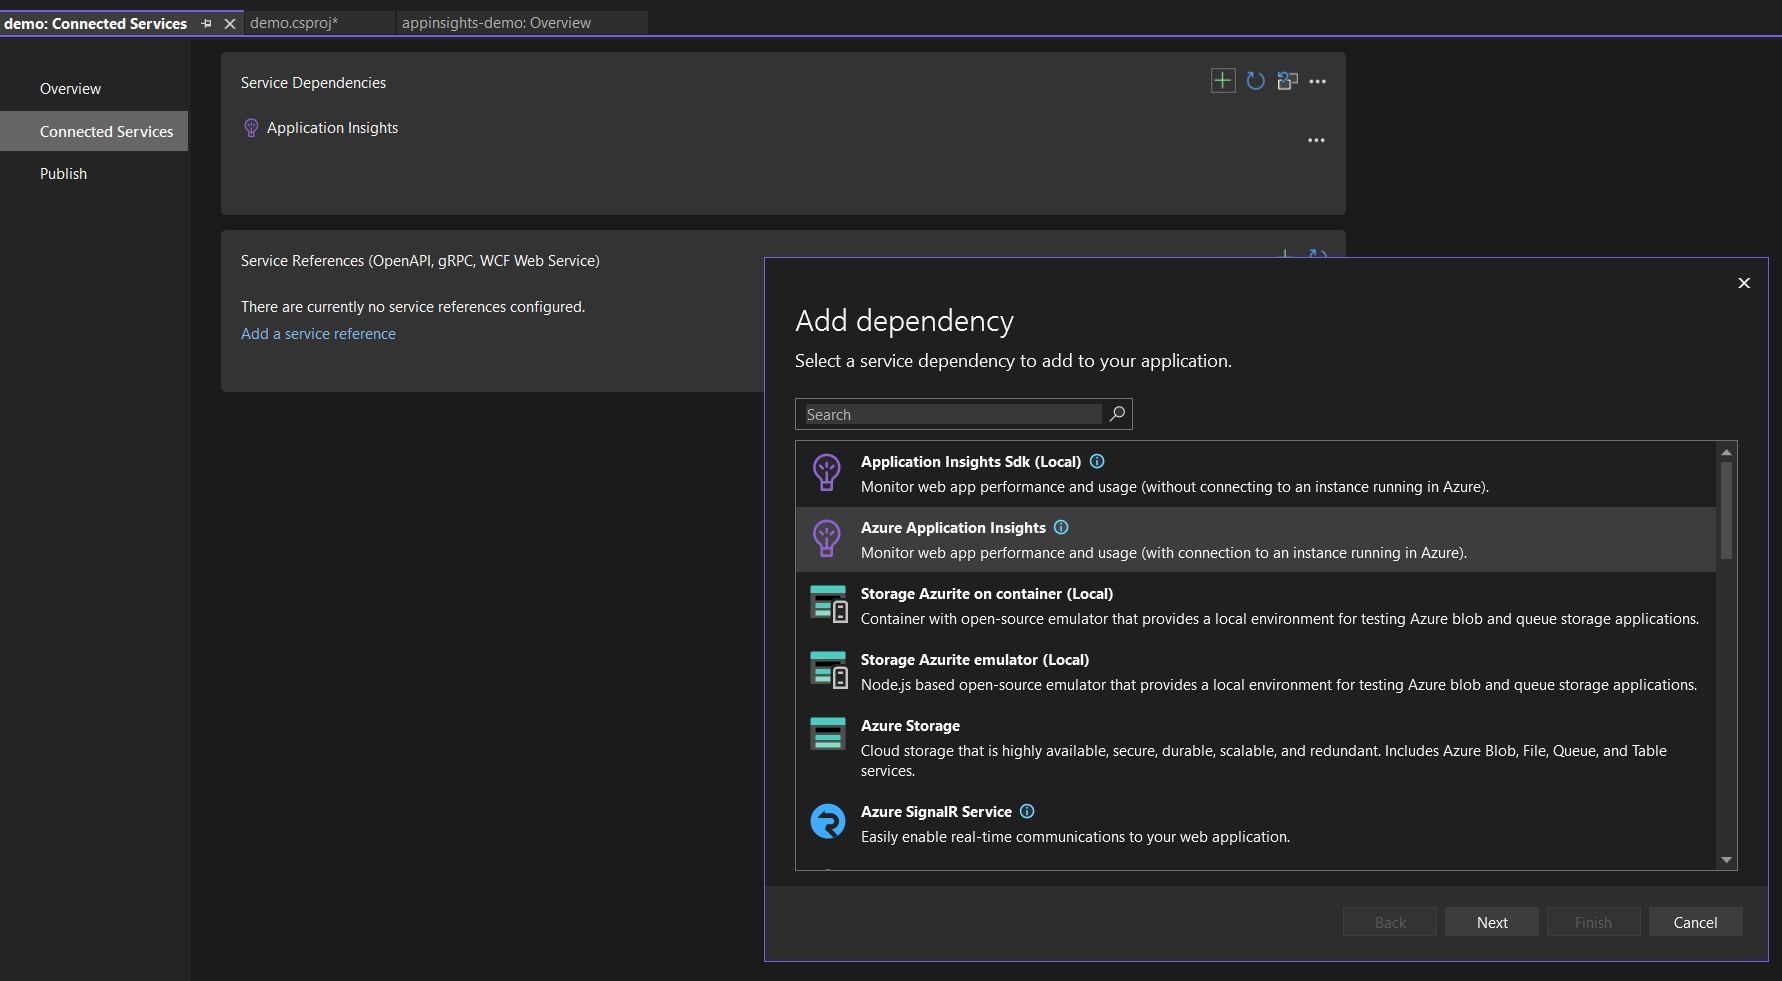 demo: Connected Services
demo.csproj*
appinsights-demo: Overview
Overview
Connected Services
Publish
Service Dependencies
Application Insights
Service References (OpenAPI, gRPC, WCF Web Service)
There are currently no service references configured.
Add a service reference
Add dependency
Select a service dependency to add to your application.
Search
Application Insights Sdk (Local)
Monitor web app performance and usage (without connecting to an instance running in Azure).
Azure Application Insights
Monitor web app performance and usage (with connection to an instance running in Azure).
Storage Azurite on container (Local)
Container with open-source emulator that provides a local environment for testing Azure blob and queue storage applications.
Storage Azurite emulator (Local)
Node.js based open-source emulator that provides a local environment for testing Azure blob and queue storage applications.
Azure Storage
Cloud storage that is highly available, secure, durable, scalable, and redundant. Includes Azure Blob, File, Queue, and Table
services.
Azure SignalR Service
Easily enable real-time communications to your web application.
Back
Next
Finish
Cancel